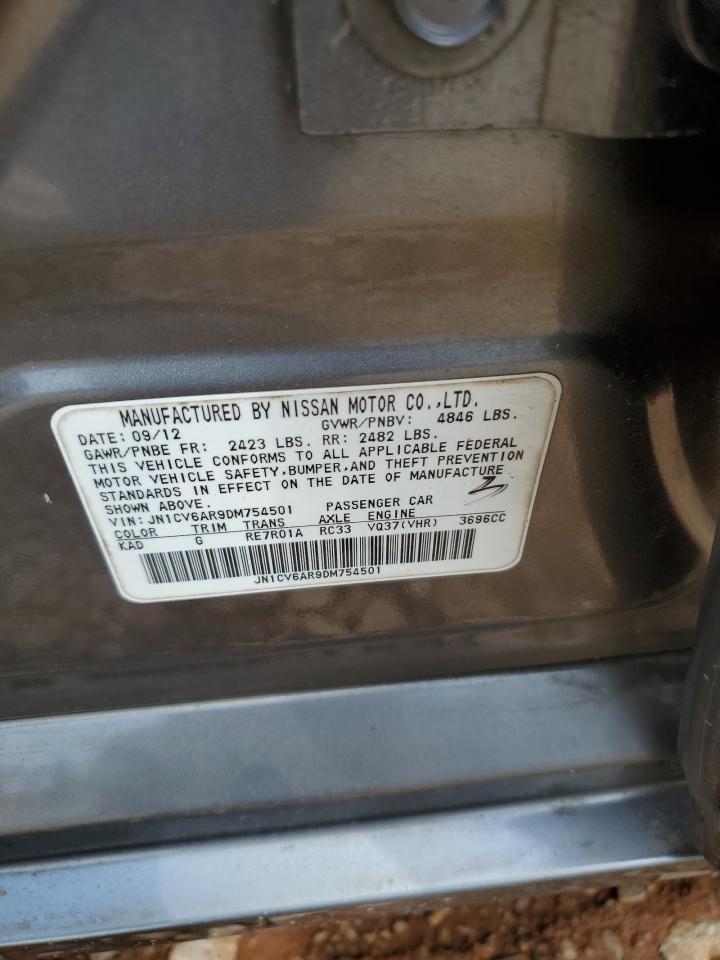 MANUFACTURED BY NISSAN MOTOR CO.,LTD.
DATE: 09/12 GVWR/PNBV: 4846 LBS.
GAWR/PNBE FR: 2423 LBS. RR: 2482 LBS.
THIS VEHICLE CONFORMS TO ALL APPLICABLE FEDERAL
MOTOR VEHICLE SAFETY,BUMPER,AND THEFT PREVENTION
STANDARDS IN EFFECT ON THE DATE OF MANUFACTURE
SHOWN ABOVE.
VIN: JN1CV6AR9DM754501 PASSENGER CAR
COLOR TRIM TRANS AXLE ENGINE
KAD G RE7R01A RC33 VQ37(VHR) 3696CC
JN1CV6AR9DM754501